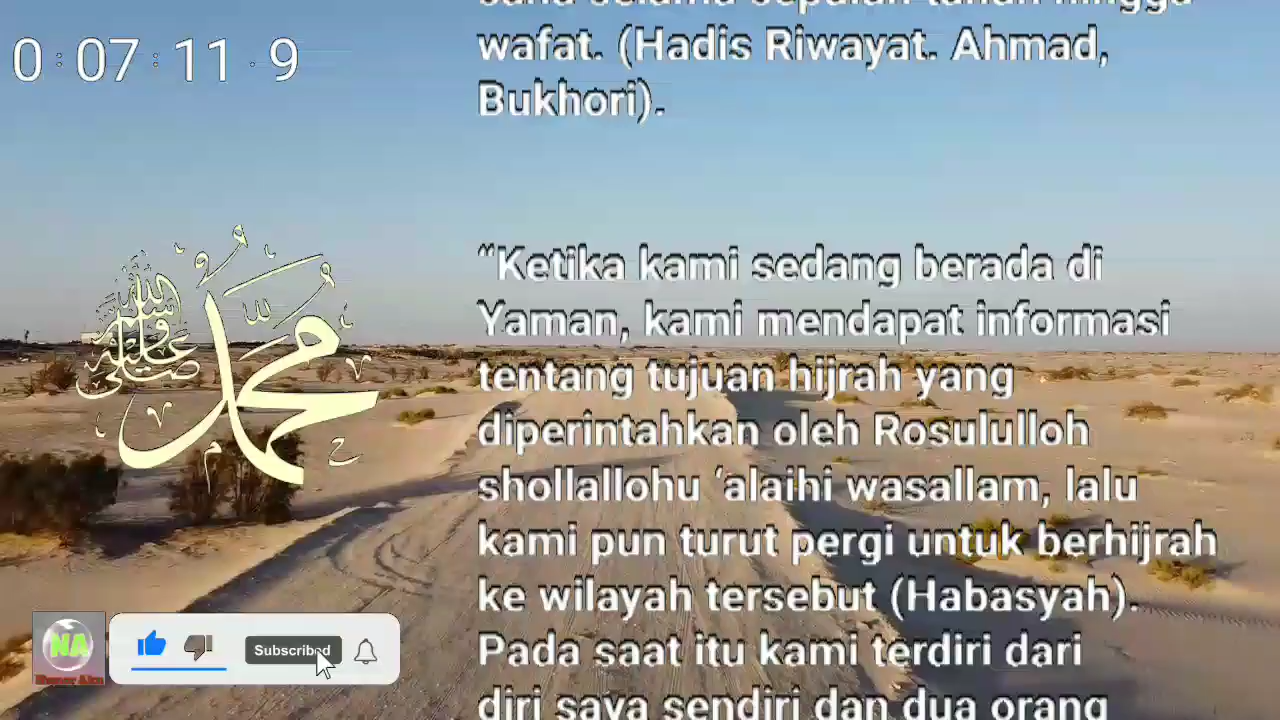 0:07:11.9
wafat. (Hadis Riwayat. Ahmad,
Bukhori).
“Ketika kami sedang berada di
Yaman, kami mendapat informasi
tentang tujuan hijrah yang
diperintahkan oleh Rosululloh
shollallohu ‘alaihi wasallam, lalu
kami pun turut pergi untuk berhijrah
ke wilayah tersebut (Habasyah).
Pada saat itu kami terdiri dari
diri saya sendiri dan dua orang
محمد
صلى الله عليه وسلم
NA
Subscribed